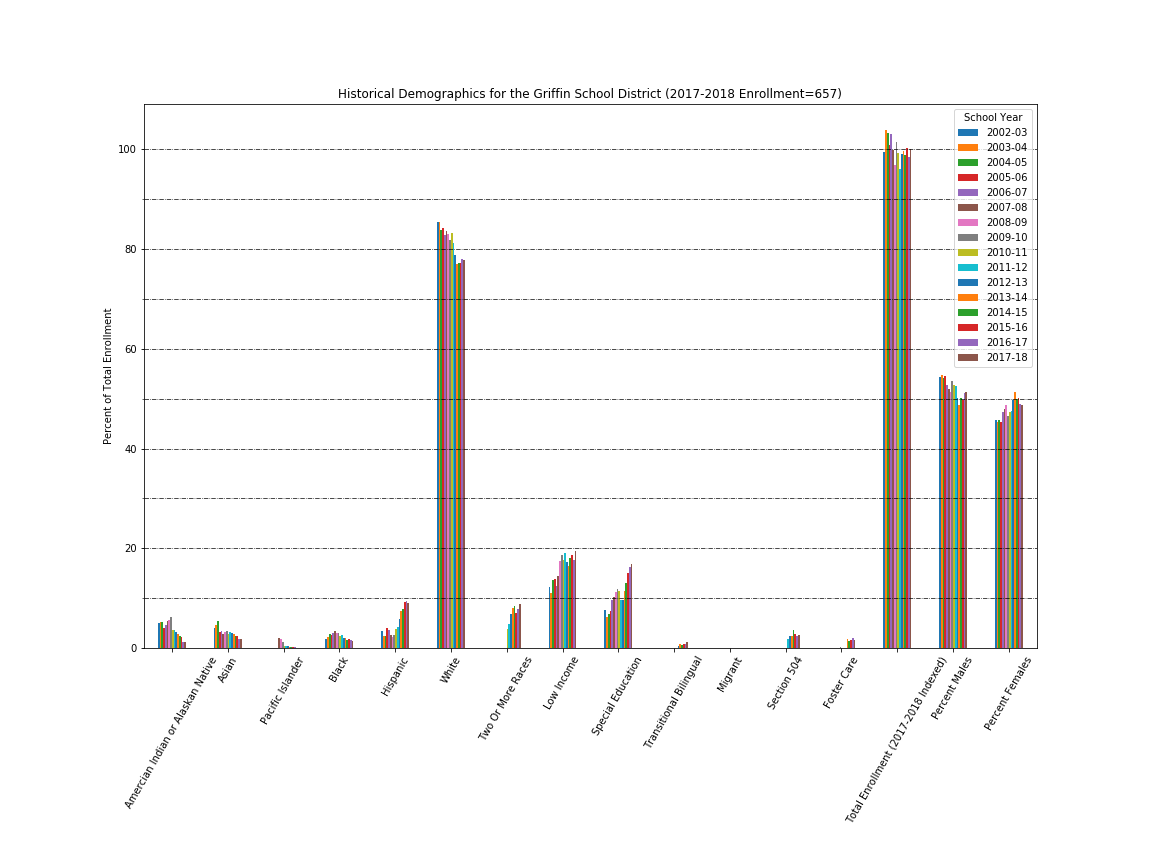 Historical Demographics for the Griffin School District (2017-2018 Enrollment=657)
School Year
2002-03
2003-04
2004-05
2005-06
2006-07
2007-08
2008-09
2009-10
2010-11
2011-12
2012-13
2013-14
2014-15
2015-16
2016-17
2017-18
Percent of Total Enrollment
100
80
60
40
20
0
Amercian Indian or Alaskan Native
Asian
Pacific Islander
Black
Hispanic
White
Two Or More Races
Low Income
Special Education
Transitional Bilingual
Migrant
Section 504
Foster Care
Total Enrollment (2017-2018 Indexed)
Percent Males
Percent Females